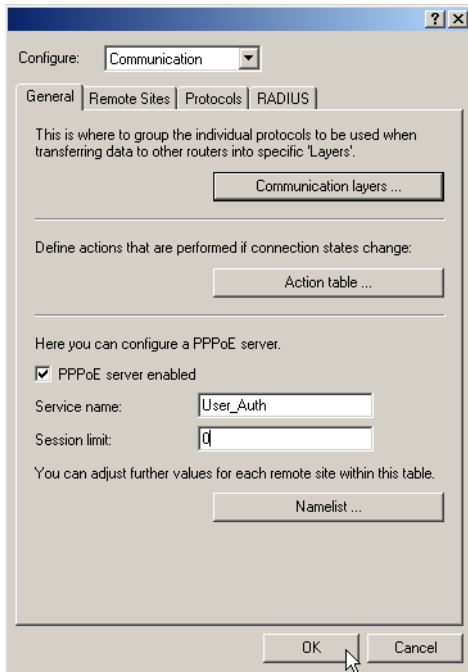 ? X
Configure: Communication
General Remote Sites Protocols RADIUS
This is where to group the individual protocols to be used when
transferring data to other routers into specific 'Layers'.
Communication layers ...
Define actions that are performed if connection states change:
Action table ...
Here you can configure a PPPoE server.
PPPoE server enabled
Service name: User_Auth
Session limit: 0
You can adjust further values for each remote site within this table.
Namelist ...
OK Cancel